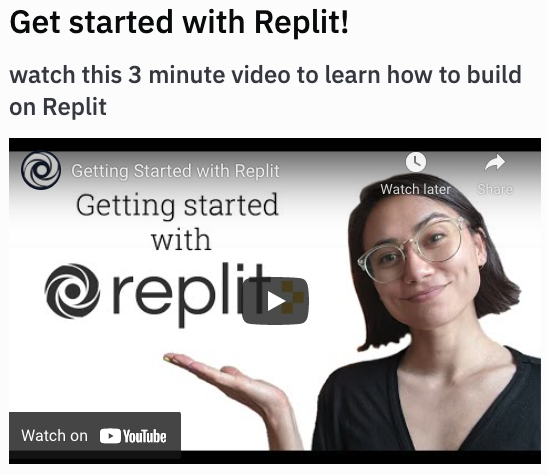 Get started with Replit!
watch this 3 minute video to learn how to build
on Replit
Getting Started with Replit
Watch later
Share
Getting started
with
replit
Watch on YouTube